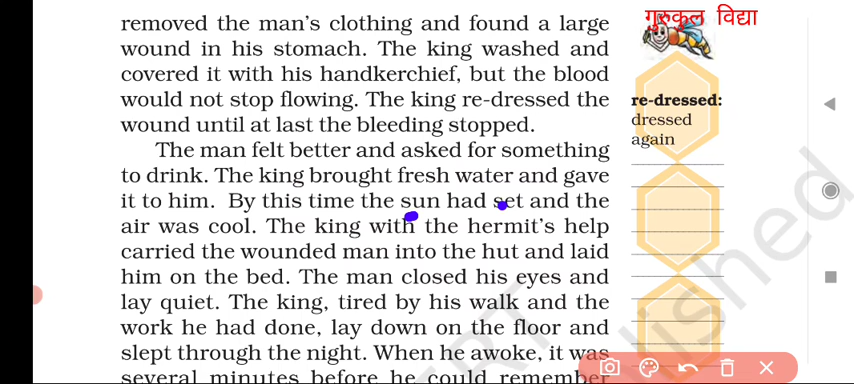 removed the man's clothing and found a large
wound in his stomach. The king washed and
covered it with his handkerchief, but the blood
would not stop flowing. The king re-dressed the
wound until at last the bleeding stopped.
The man felt better and asked for something
to drink. The king brought fresh water and gave
it to him. By this time the sun had set and the
air was cool. The king with the hermit's help
carried the wounded man into the hut and laid
him on the bed. The man closed his eyes and
lay quiet. The king, tired by his walk and the
work he had done, lay down on the floor and
slept through the night. When he awoke, it was
several minutes before he could remember
गुरुकुल विद्या
re-dressed:
dressed
again